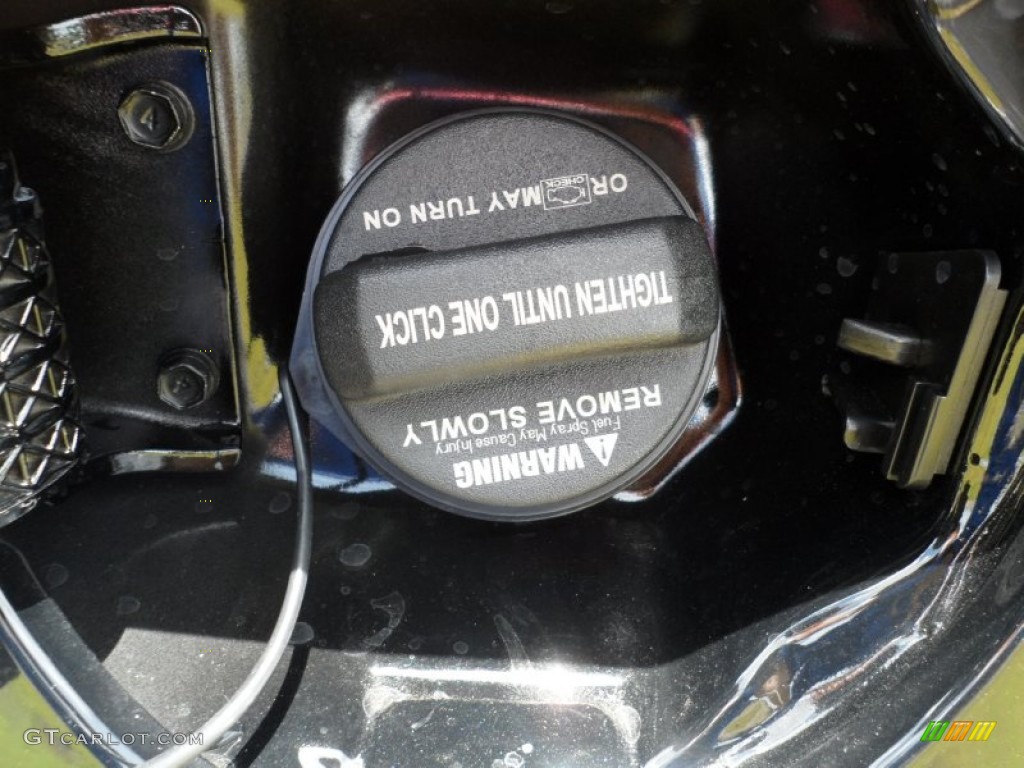 ⚠ WARNING
Fuel Spray May Cause Injury
REMOVE SLOWLY
TIGHTEN UNTIL ONE CLICK
OR CHECK MAY TURN ON
GTCARLOT.COM